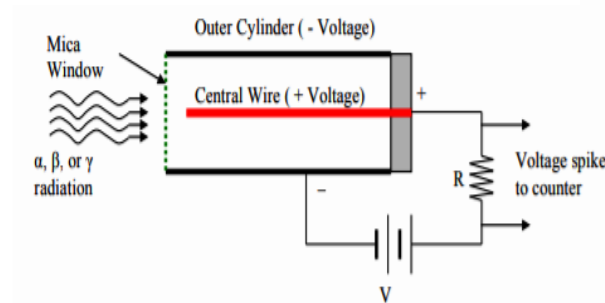 Outer Cylinder ( - Voltage)
Mica
Window
Central Wire ( + Voltage)
+
α, β, or γ
radiation
–
R
Voltage spike
to counter
V